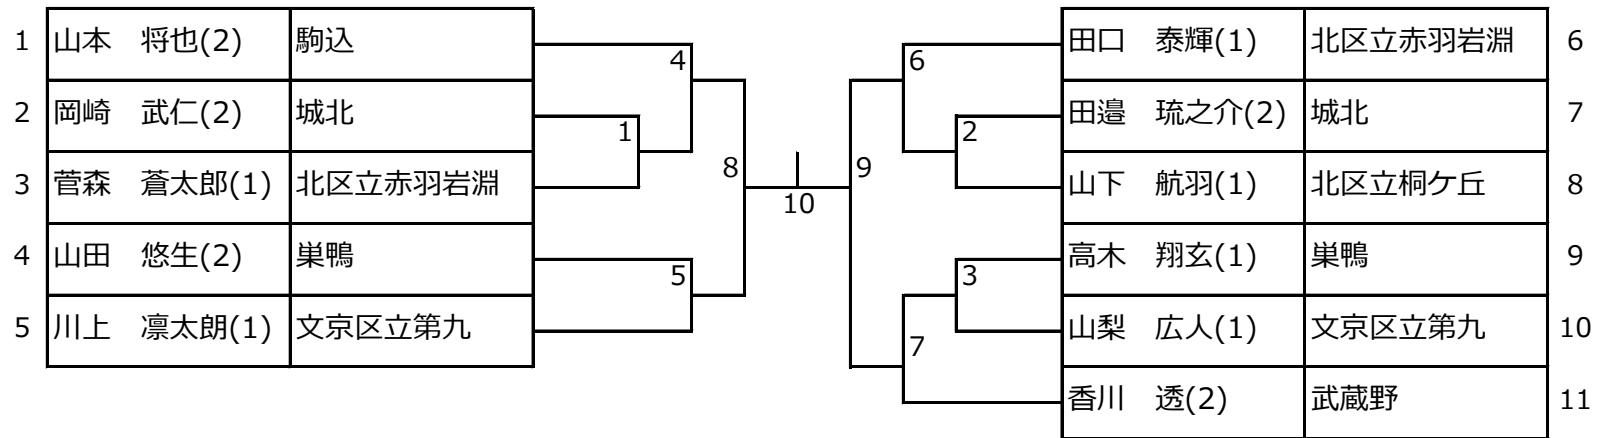 1 山本 将也(2) 駒込
2 岡崎 武仁(2) 城北
3 菅森 蒼太郎(1) 北区立赤羽岩淵
4 山田 悠生(2) 巣鴨
5 川上 凛太朗(1) 文京区立第九
4
1
8
5
10
6
9
2
3
7
田口 泰輝(1) 北区立赤羽岩淵 6
田邉 琉之介(2) 城北 7
山下 航羽(1) 北区立桐ケ丘 8
高木 翔玄(1) 巣鴨 9
山梨 広人(1) 文京区立第九 10
香川 透(2) 武蔵野 11